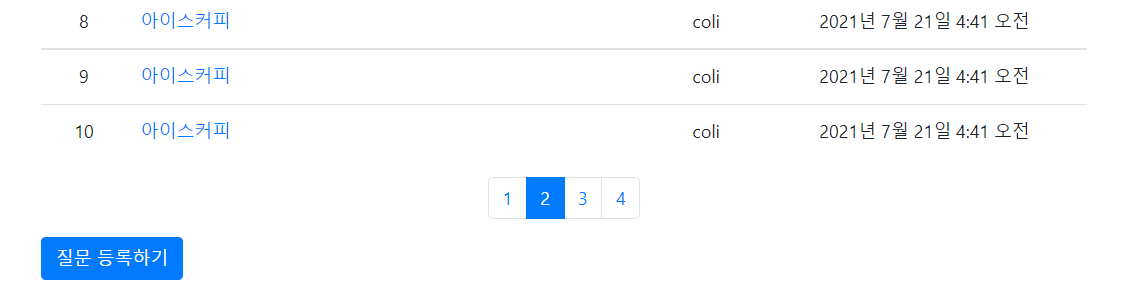 8 아이스커피 coli 2021년 7월 21일 4:41 오전
9 아이스커피 coli 2021년 7월 21일 4:41 오전
10 아이스커피 coli 2021년 7월 21일 4:41 오전
1 2 3 4
질문 등록하기